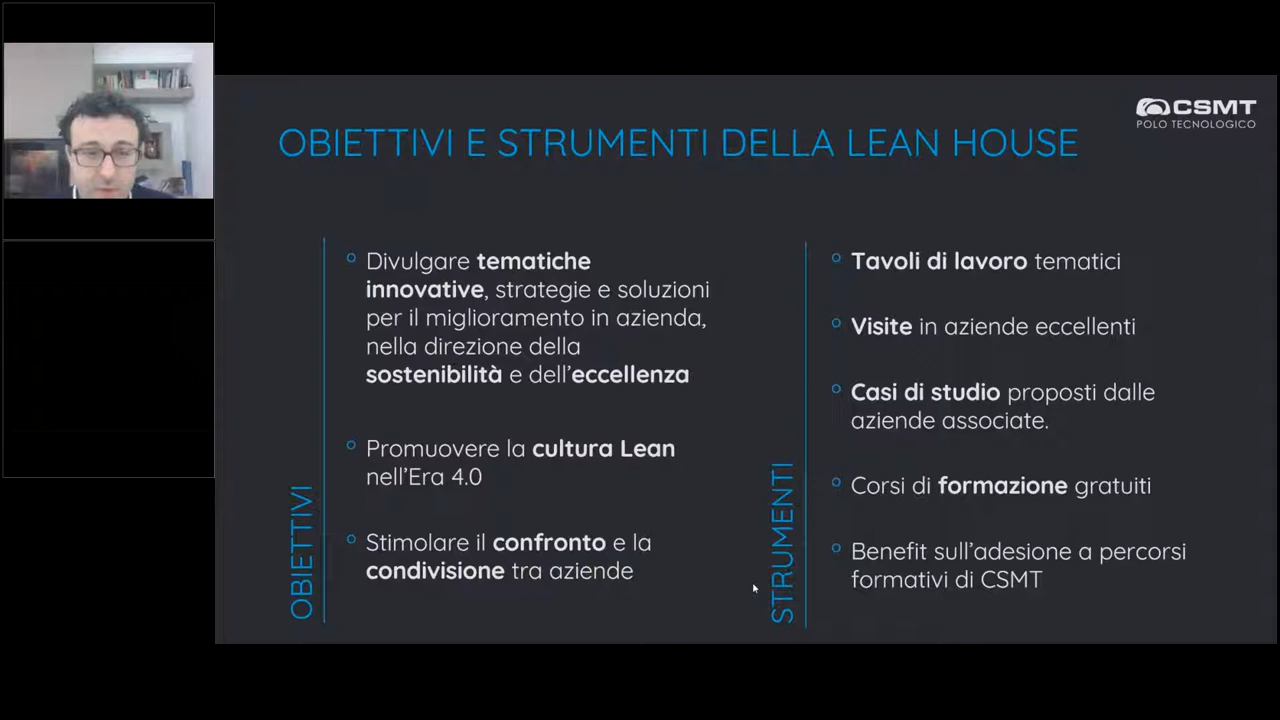 CSMT
POLO TECNOLOGICO
OBIETTIVI E STRUMENTI DELLA LEAN HOUSE
OBIETTIVI
Divulgare tematiche
innovative, strategie e soluzioni
per il miglioramento in azienda,
nella direzione della
sostenibilità e dell'eccellenza
Promuovere la cultura Lean
nell'Era 4.0
Stimolare il confronto e la
condivisione tra aziende
STRUMENTI
Tavoli di lavoro tematici
Visite in aziende eccellenti
Casi di studio proposti dalle
aziende associate.
Corsi di formazione gratuiti
Benefit sull'adesione a percorsi
formativi di CSMT